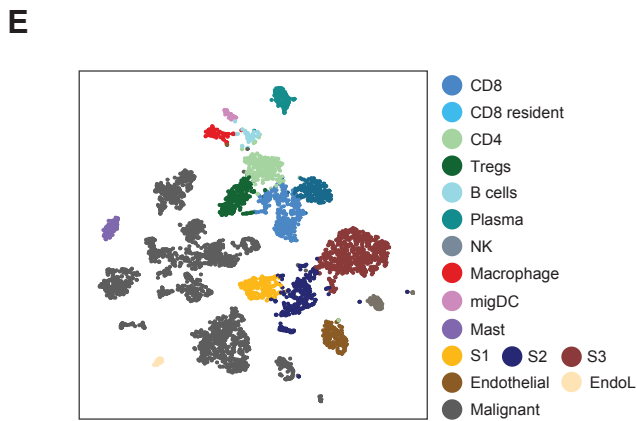 E
CD8
CD8 resident
CD4
Tregs
B cells
Plasma
NK
Macrophage
migDC
Mast
S1 S2 S3
Endothelial EndoL
Malignant